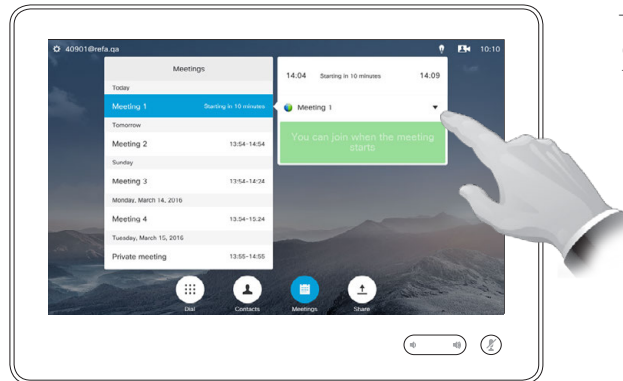 40901@refa.qa
10:10
Meetings
Today
Meeting 1 Starting in 10 minutes
Tomorrow
Meeting 2 13:54-14:54
Sunday
Meeting 3 13:54-14:24
Monday, March 14, 2016
Meeting 4 13:54-15:24
Tuesday, March 15, 2016
Private meeting 13:55-14:55
14.04 Starting in 10 minutes 14:09
Meeting 1
You can join when the meeting
starts
Dial Contacts Meetings Share